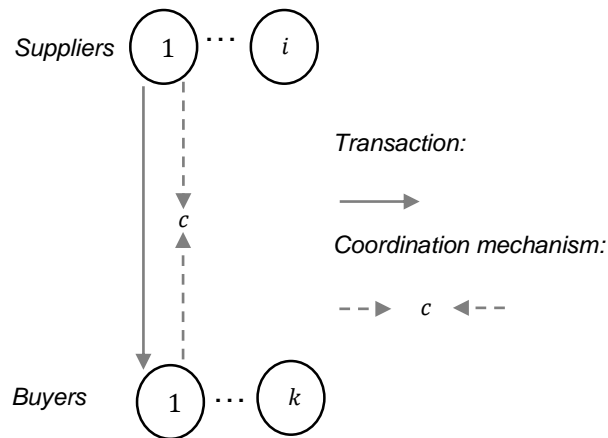 Suppliers 1 ... i
Transaction:
c
Coordination mechanism:
c
Buyers 1 ... k